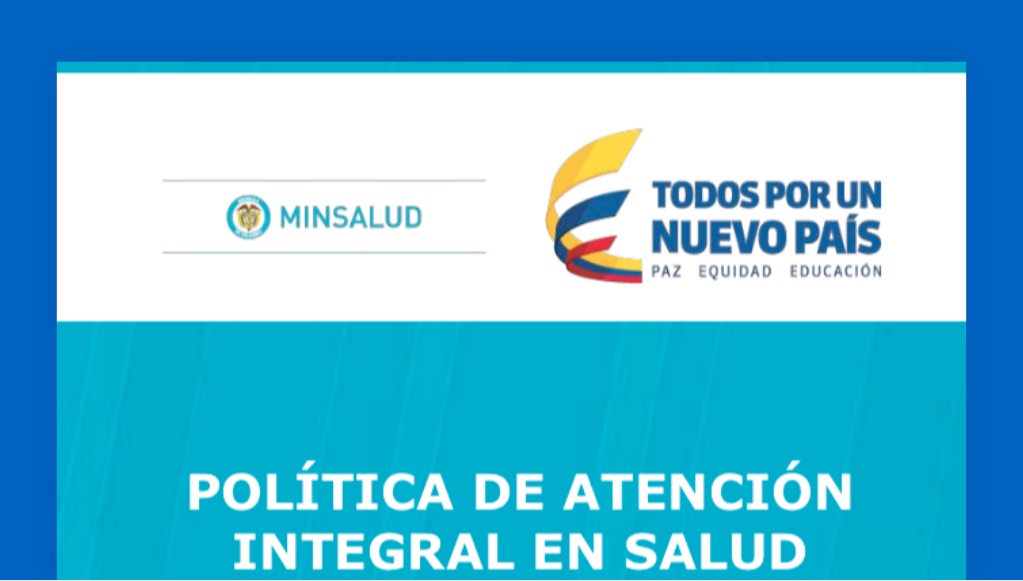 MINSALUD
TODOS POR UN
NUEVO PAÍS
PAZ EQUIDAD EDUCACIÓN
POLÍTICA DE ATENCIÓN
INTEGRAL EN SALUD